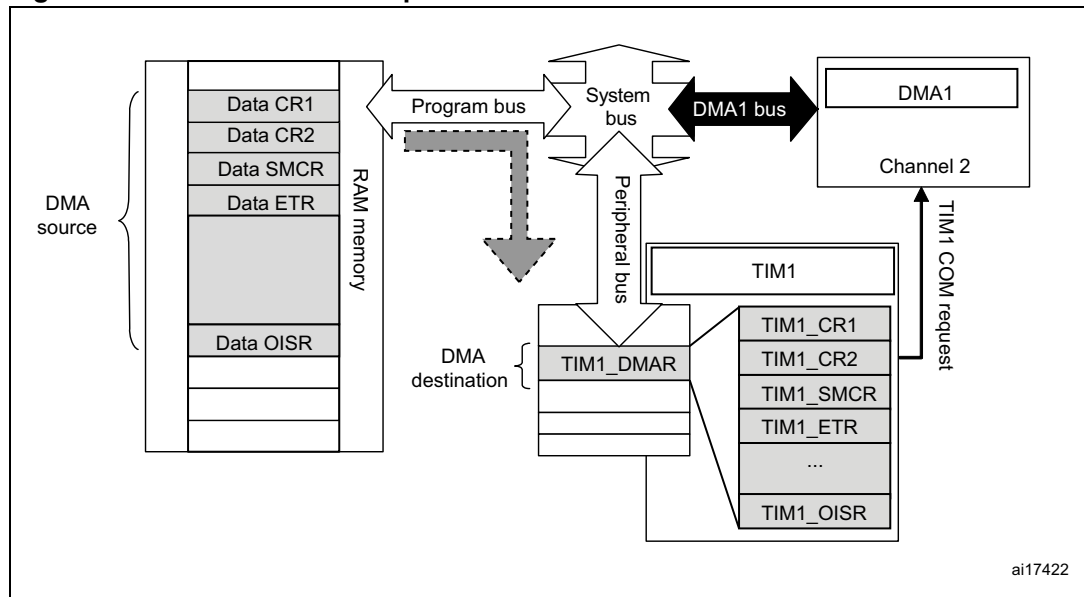 DMA
source
Data CR1
Data CR2
Data SMCR
Data ETR
Data OISR
RAM memory
Program bus
System
bus
DMA1 bus
DMA1
Channel 2
Peripheral bus
TIM1 COM request
TIM1
DMA
destination
TIM1_DMAR
TIM1_CR1
TIM1_CR2
TIM1_SMCR
TIM1_ETR
...
TIM1_OISR
ai17422